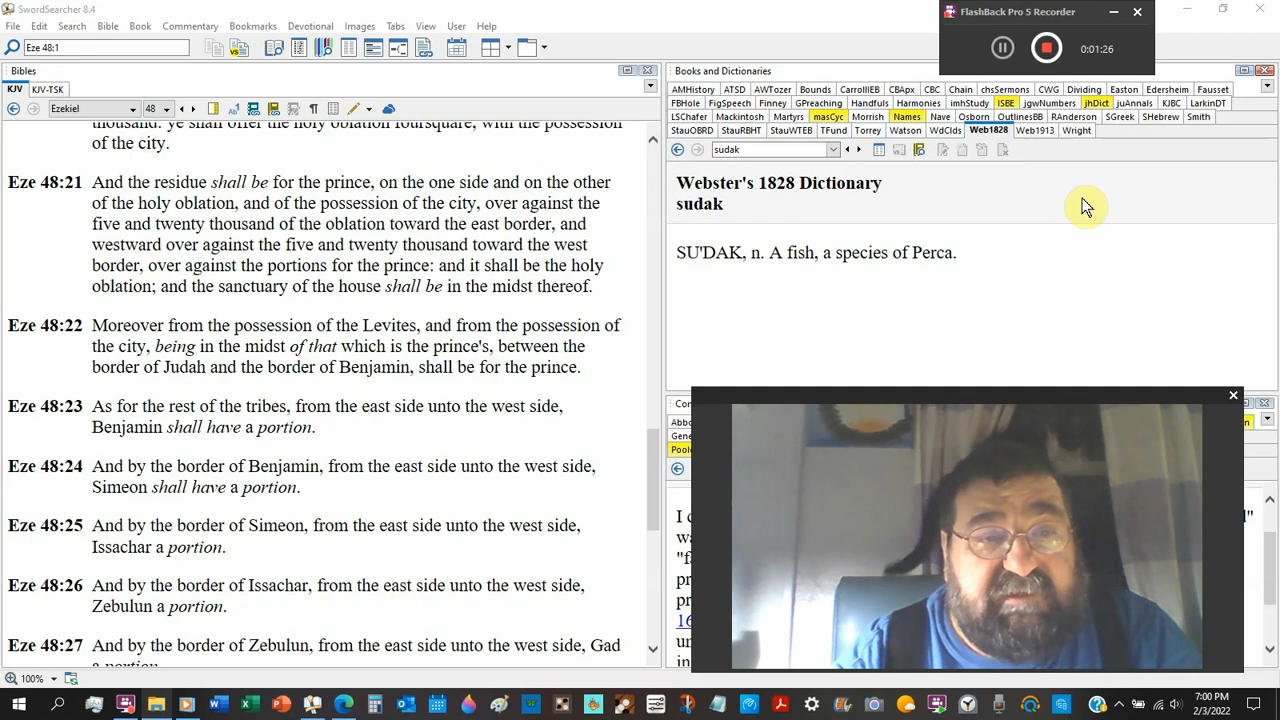 SwordSearcher 8.4
File Edit Search Bible Book Commentary Bookmarks Devotional Images Tabs View User Help
Eze 48:1
FlashBack Pro 5 Recorder
0:01:26
Bibles
KJV KJV-TSK
Ezekiel 48
thousand: ye shall offer the holy oblation foursquare, with the possession
of the city.
Eze 48:21 And the residue shall be for the prince, on the one side and on the other
of the holy oblation, and of the possession of the city, over against the
five and twenty thousand of the oblation toward the east border, and
westward over against the five and twenty thousand toward the west
border, over against the portions for the prince: and it shall be the holy
oblation; and the sanctuary of the house shall be in the midst thereof.
Eze 48:22 Moreover from the possession of the Levites, and from the possession of
the city, being in the midst of that which is the prince's, between the
border of Judah and the border of Benjamin, shall be for the prince.
Eze 48:23 As for the rest of the tribes, from the east side unto the west side,
Benjamin shall have a portion.
Eze 48:24 And by the border of Benjamin, from the east side unto the west side,
Simeon shall have a portion.
Eze 48:25 And by the border of Simeon, from the east side unto the west side,
Issachar a portion.
Eze 48:26 And by the border of Issachar, from the east side unto the west side,
Zebulun a portion.
Eze 48:27 And by the border of Zebulun, from the east side unto the west side, Gad
a portion.
100%
Books and Dictionaries
AMHistory ATSD AWTozer Bounds CarrollIEB CBApx CBC Chain chsSermons CWG Dividing Easton Edersheim Fausset
FBHole FigSpeech Finney GPreaching Handfuls Harmonies imhStudy ISBE jgwNumbers jhDict juAnnals KJBC LarkinDT
LSChafer Mackintosh Martyrs masCyc Morrish Names Nave Osborn OutlinesBB RAnderson SGreek SHebrew Smith
StauOBRD StauRBHT StauWTEB TFund Torrey Watson WdClds Web1828 Web1913 Wright
sudak
Webster's 1828 Dictionary
sudak
SU'DAK, n. A fish, a species of Perca.
I
16
7:00 PM
2/3/2022